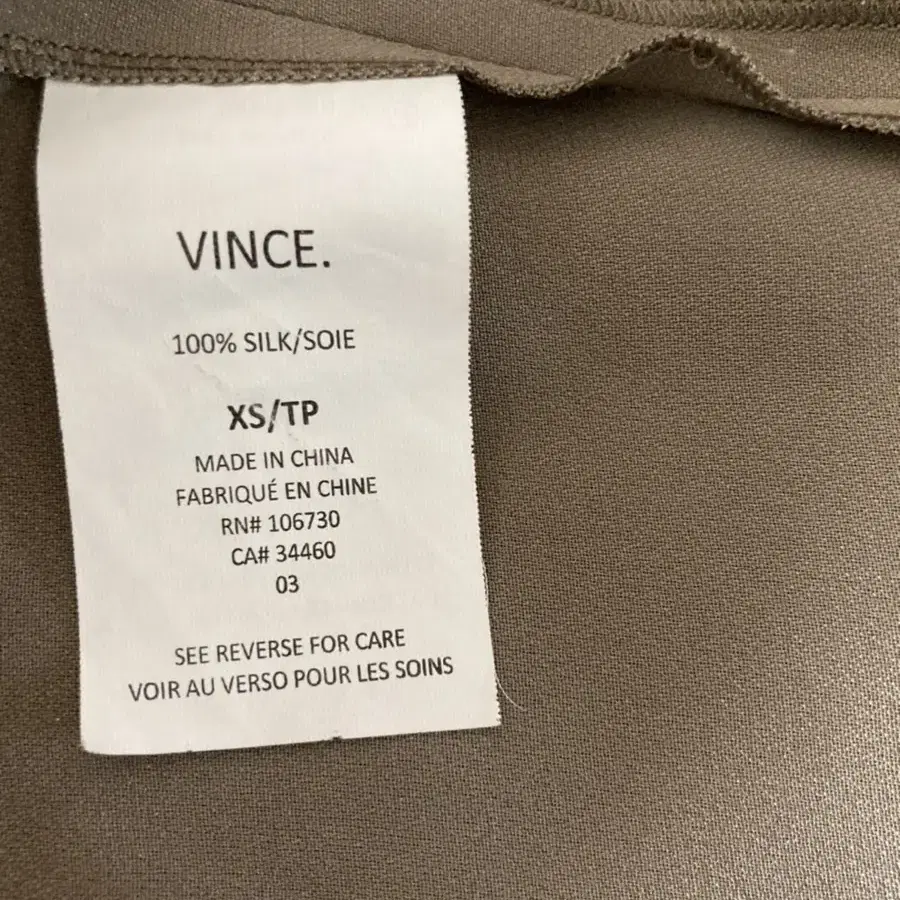 VINCE.
100% SILK/SOIE
XS/TP
MADE IN CHINA
FABRIQUÉ EN CHINE
RN# 106730
CA# 34460
03
SEE REVERSE FOR CARE
VOIR AU VERSO POUR LES SOINS